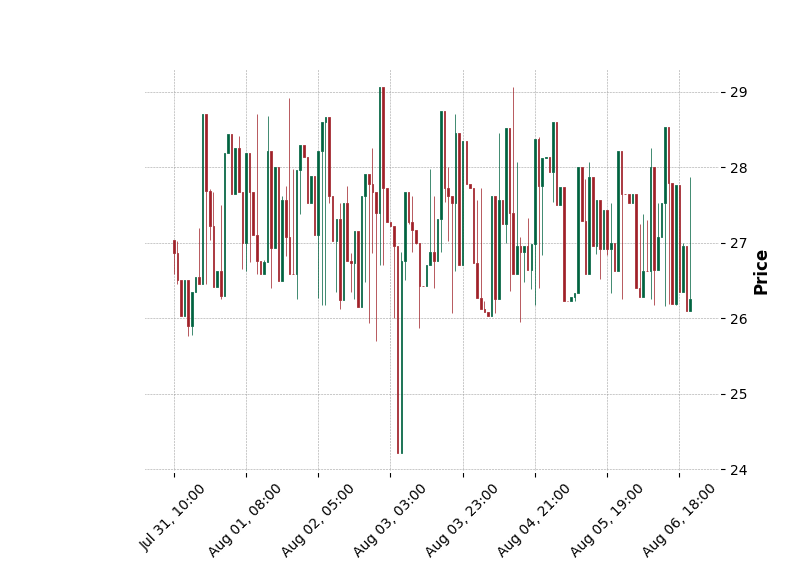 29
28
27
26
25
24
Price
Jul 31, 10:00
Aug 01, 08:00
Aug 02, 05:00
Aug 03, 03:00
Aug 03, 23:00
Aug 04, 21:00
Aug 05, 19:00
Aug 06, 18:00